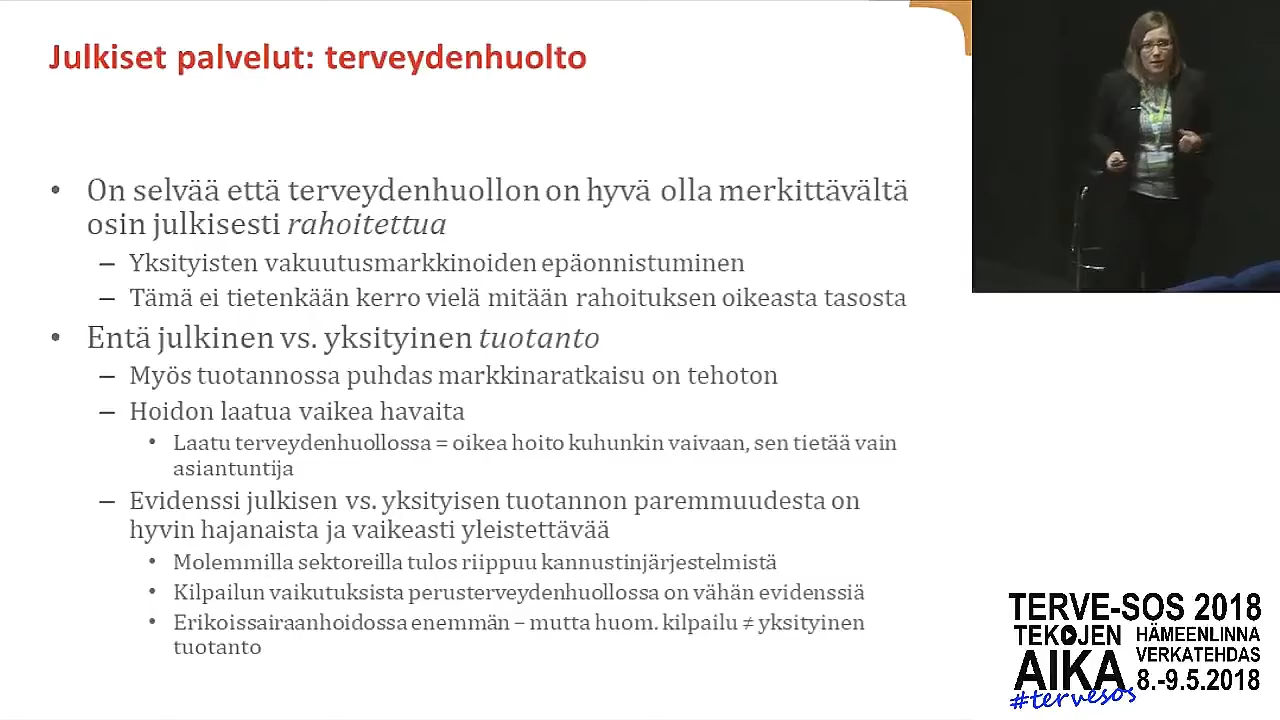 Julkiset palvelut: terveydenhuolto
• On selvää että terveydenhuollon on hyvä olla merkittävältä
osin julkisesti rahoitettua
– Yksityisten vakuutusmarkkinoiden epäonnistuminen
– Tämä ei tietenkään kerro vielä mitään rahoituksen oikeasta tasosta
• Entä julkinen vs. yksityinen tuotanto
– Myös tuotannossa puhdas markkinaratkaisu on tehoton
– Hoidon laatua vaikea havaita
• Laatu terveydenhuollossa = oikea hoito kuhunkin vaivaan, sen tietää vain
asiantuntija
– Evidenssi julkisen vs. yksityisen tuotannon paremmuudesta on
hyvin hajanaista ja vaikeasti yleistettävää
• Molemmilla sektoreilla tulos riippuu kannustinjärjestelmistä
• Kilpailun vaikutuksista perusterveydenhuollossa on vähän evidenssiä
• Erikoissairaanhoidossa enemmän – mutta huom. kilpailu ≠ yksityinen
tuotanto
TERVE-SOS 2018
TEKOJEN
AIKA
HÄMEENLINNA
VERKATEHDAS
8.-9.5.2018
#tervesos